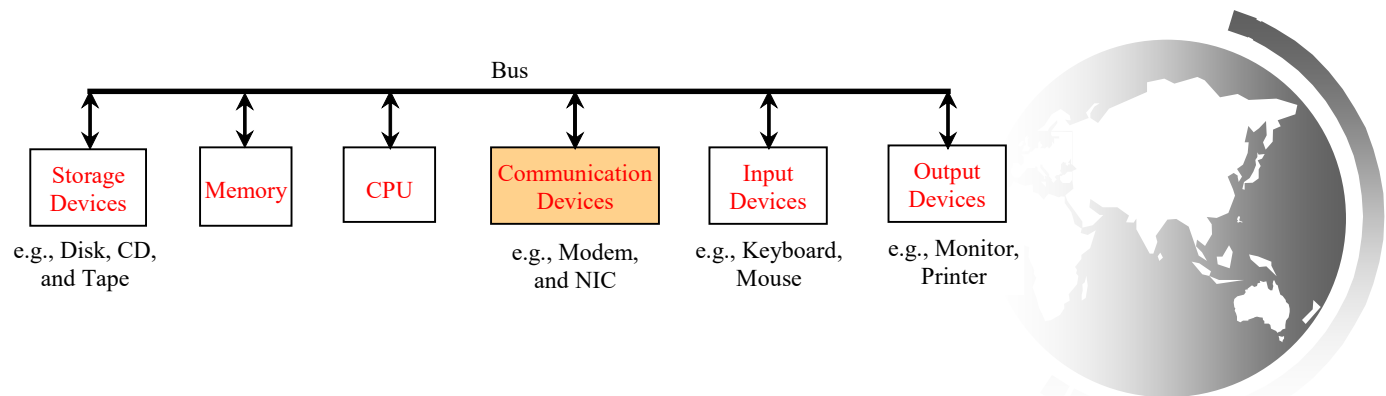 Bus
Storage
Devices
Memory
CPU
Communication
Devices
Input
Devices
Output
Devices
e.g., Disk, CD,
and Tape
e.g., Modem,
and NIC
e.g., Keyboard,
Mouse
e.g., Monitor,
Printer